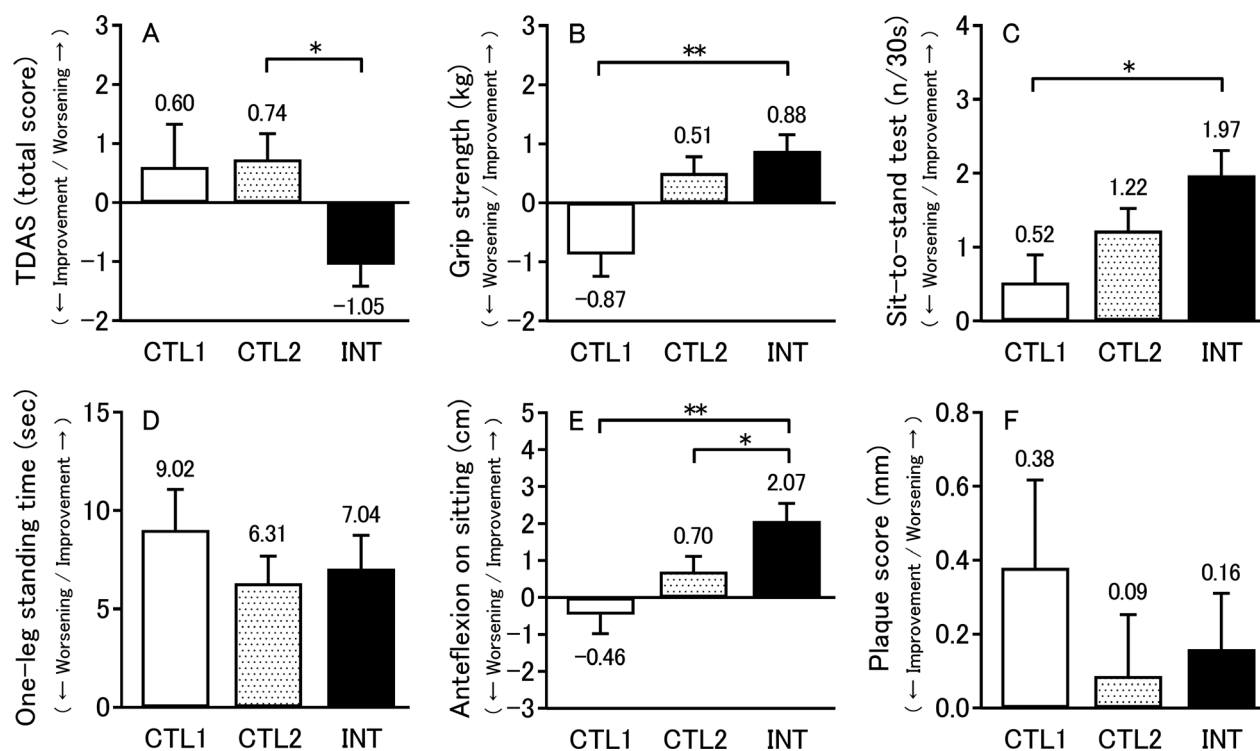 A
TDAS (total score)
( ← Improvement / Worsening → )
3
2
1
0
−1
−2
*
0.60
0.74
−1.05
CTL1 CTL2 INT
B
Grip strength (kg)
( ← Worsening / Improvement → )
3
2
1
0
−1
−2
**
−0.87
0.51
0.88
CTL1 CTL2 INT
C
Sit-to-stand test (n/30s)
( ← Worsening / Improvement → )
4
3
2
1
0
*
0.52
1.22
1.97
CTL1 CTL2 INT
D
One-leg standing time (sec)
( ← Worsening / Improvement → )
15
10
5
0
9.02
6.31
7.04
CTL1 CTL2 INT
E
Anteflexion on sitting (cm)
( ← Worsening / Improvement → )
5
4
3
2
1
0
−1
−2
−3
**
*
−0.46
0.70
2.07
CTL1 CTL2 INT
F
Plaque score (mm)
( ← Improvement / Worsening → )
0.8
0.6
0.4
0.2
0.0
0.38
0.09
0.16
CTL1 CTL2 INT